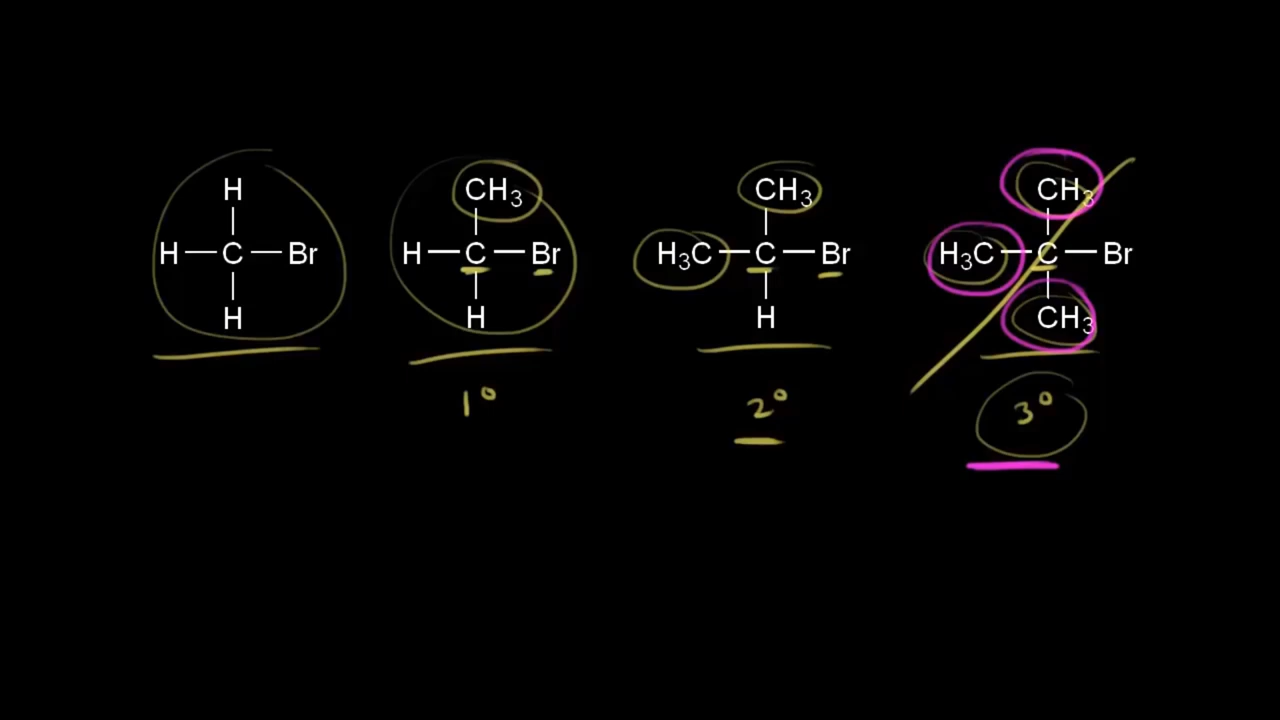 H CH₃ CH₃ CH₃
H C Br H C Br H₃C C Br H₃C C Br
H H H CH₃
1° 2° 3°